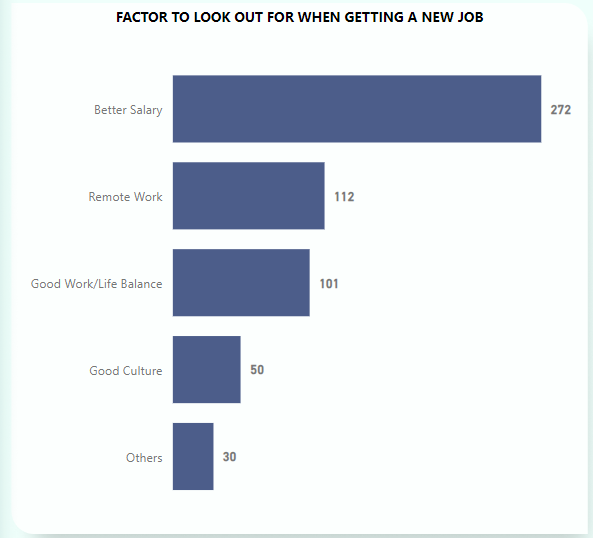 FACTOR TO LOOK OUT FOR WHEN GETTING A NEW JOB
Better Salary 272
Remote Work 112
Good Work/Life Balance 101
Good Culture 50
Others 30